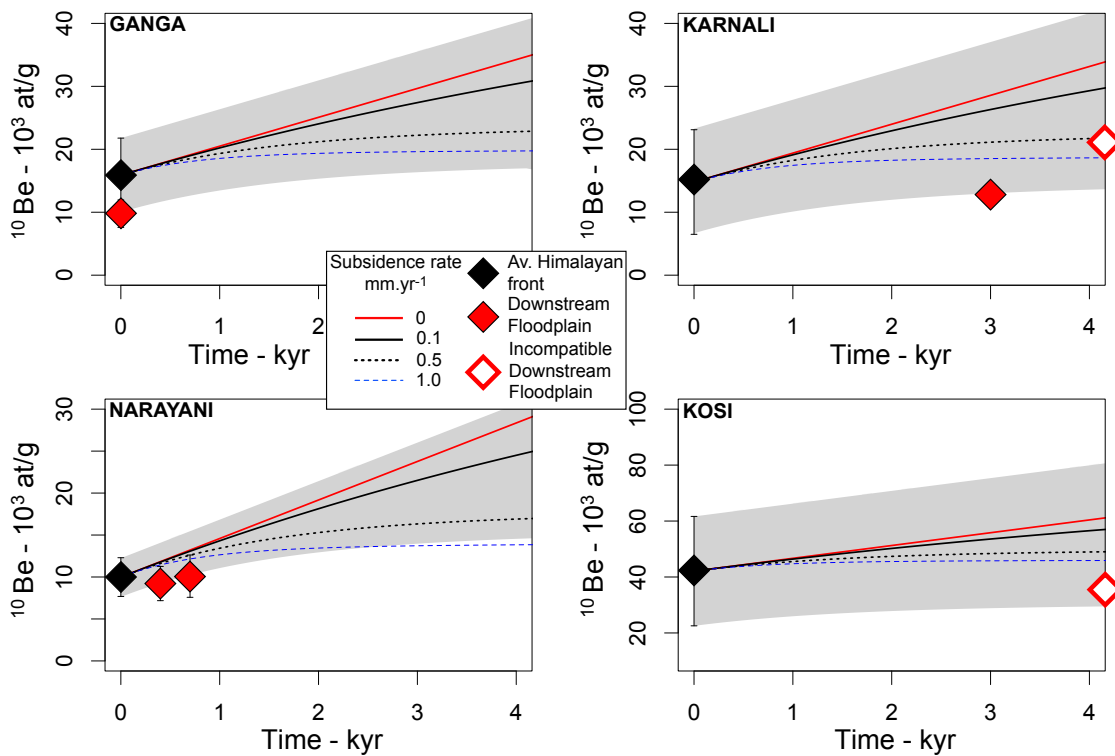 GANGA
40
30
20
10
0
¹⁰Be - 10³ at/g
0
1
2
3
4
Time - kyr
KARNALI
40
30
20
10
0
¹⁰Be - 10³ at/g
0
1
2
3
4
Time - kyr
Subsidence rate
mm.yr⁻¹
0
0.1
0.5
1.0
Av. Himalayan
front
Downstream
Floodplain
Incompatible
Downstream
Floodplain
NARAYANI
30
20
10
0
¹⁰Be - 10³ at/g
0
1
2
3
4
Time - kyr
KOSI
100
80
60
40
20
¹⁰Be - 10³ at/g
0
1
2
3
4
Time - kyr